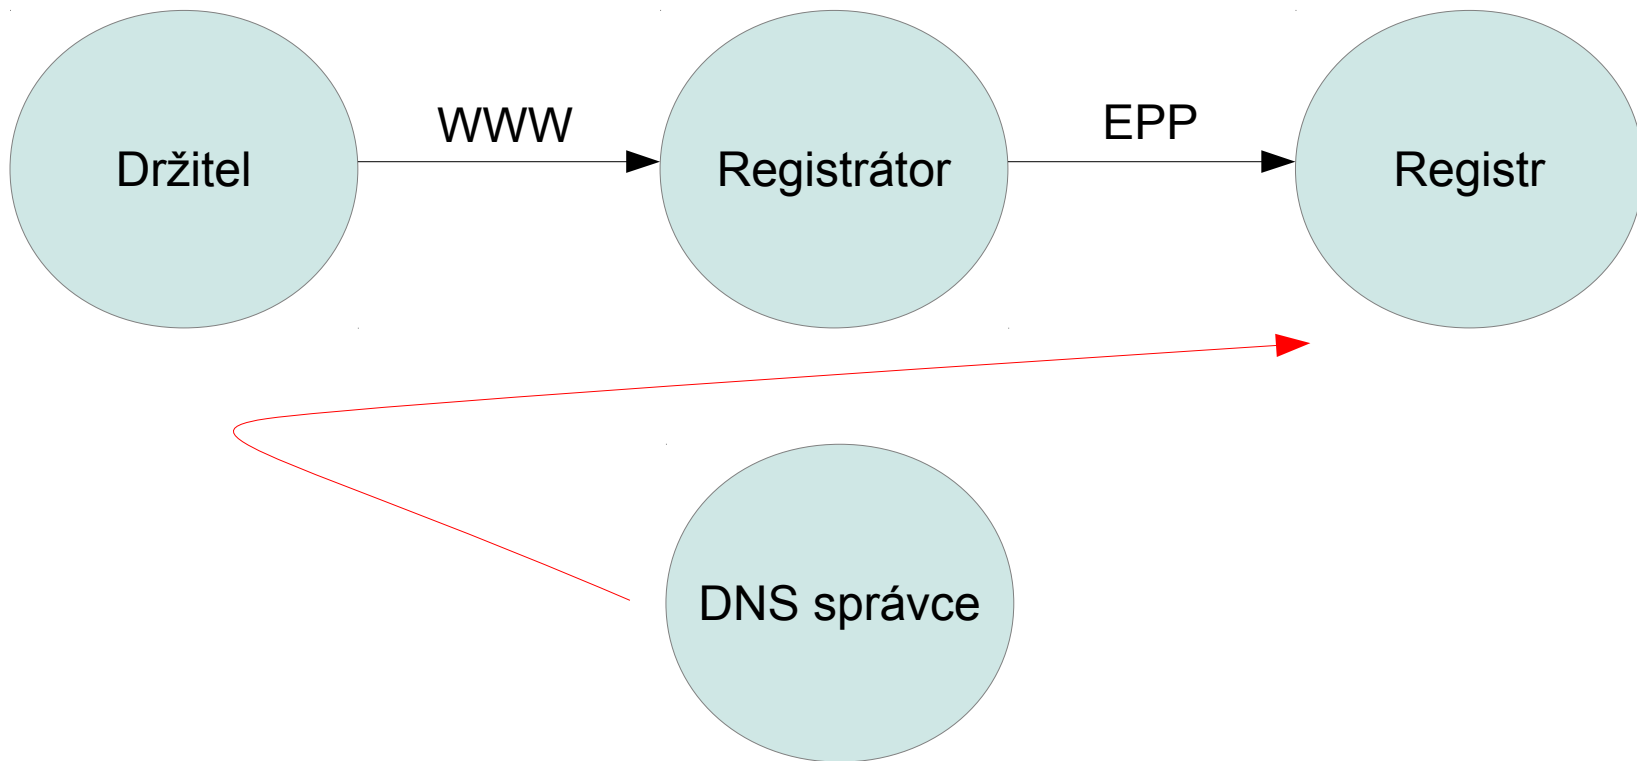 WWW
EPP
Držitel
Registrátor
Registr
DNS správce